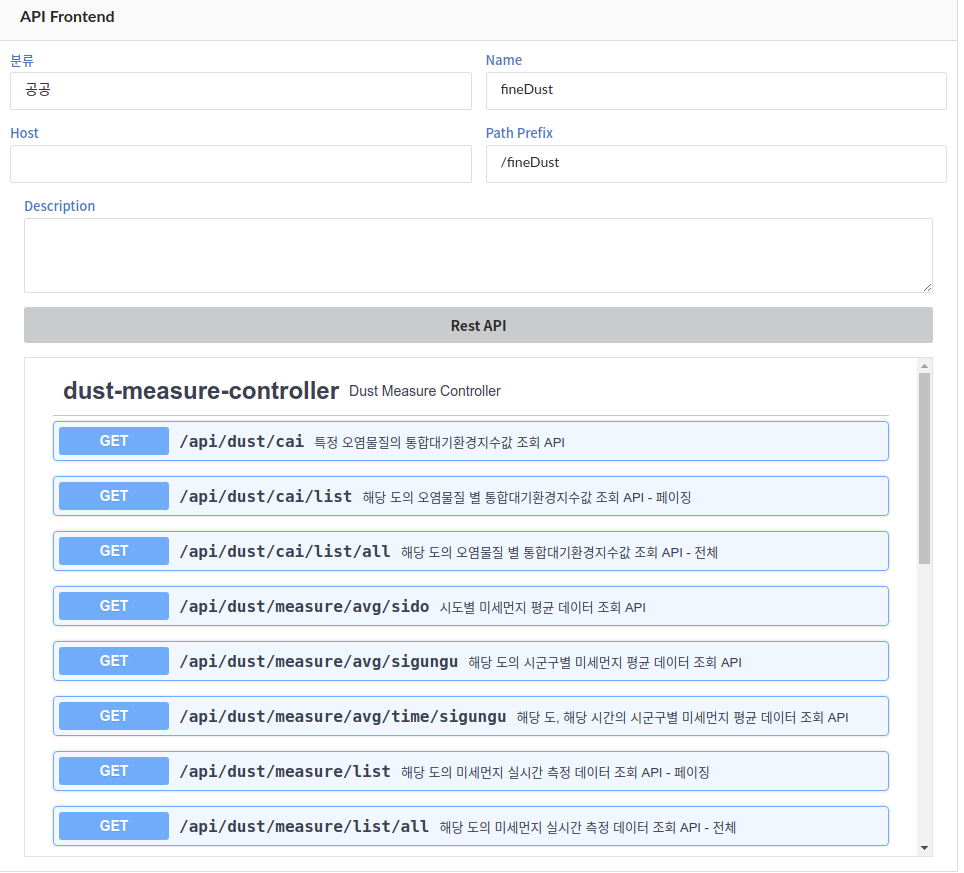 API Frontend
분류
Name
공공
fineDust
Host
Path Prefix
/fineDust
Description
Rest API
dust-measure-controller Dust Measure Controller
GET /api/dust/cai 특정 오염물질의 통합대기환경지수값 조회 API
GET /api/dust/cai/list 해당 도의 오염물질 별 통합대기환경지수값 조회 API - 페이징
GET /api/dust/cai/list/all 해당 도의 오염물질 별 통합대기환경지수값 조회 API - 전체
GET /api/dust/measure/avg/sido 시도별 미세먼지 평균 데이터 조회 API
GET /api/dust/measure/avg/sigungu 해당 도의 시군구별 미세먼지 평균 데이터 조회 API
GET /api/dust/measure/avg/time/sigungu 해당 도, 해당 시간의 시군구별 미세먼지 평균 데이터 조회 API
GET /api/dust/measure/list 해당 도의 미세먼지 실시간 측정 데이터 조회 API - 페이징
GET /api/dust/measure/list/all 해당 도의 미세먼지 실시간 측정 데이터 조회 API - 전체